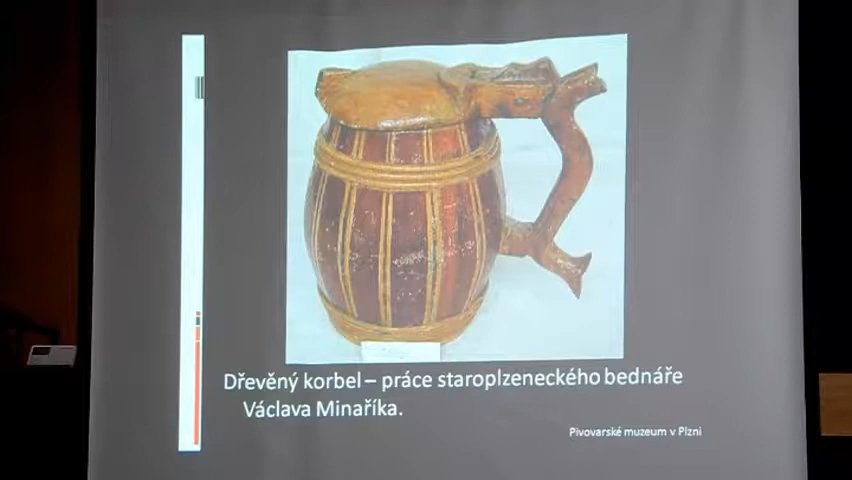 Dřevěný korbel – práce staroplzeneckého bednáře
Václava Minaříka.
Pivovarské muzeum v Plzni